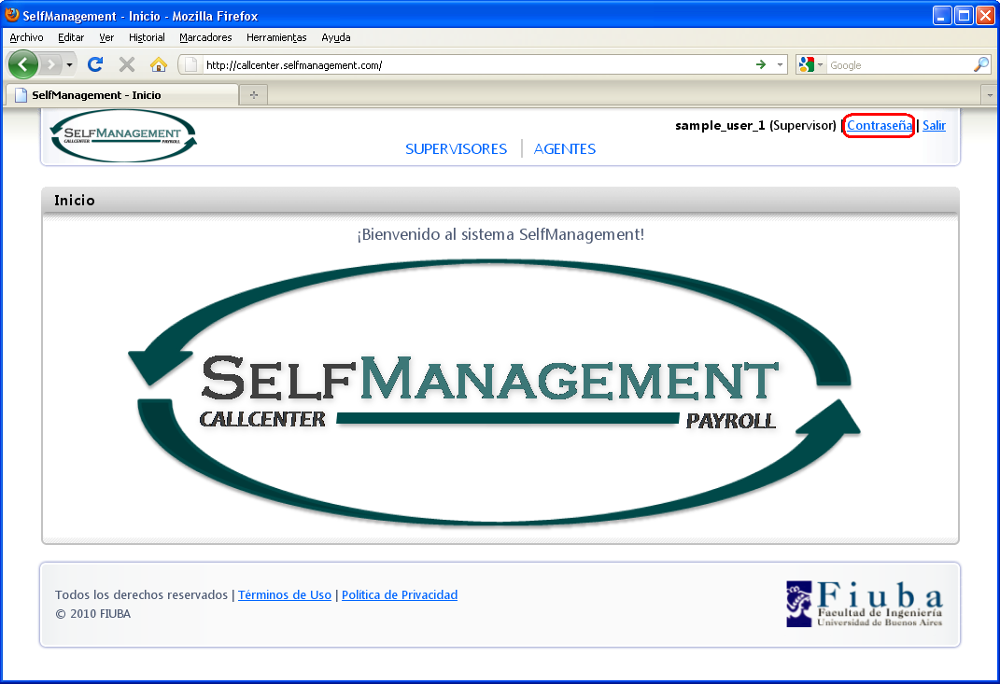 SelfManagement - Inicio - Mozilla Firefox
Archivo Editar Ver Historial Marcadores Herramientas Ayuda
http://callcenter.selfmanagement.com/ Google
SelfManagement - Inicio
SELFMANAGEMENT
CALLCENTER PAYROLL
sample_user_1 (Supervisor) | Contraseña | Salir
SUPERVISORES | AGENTES
Inicio
¡Bienvenido al sistema SelfManagement!
SELFMANAGEMENT
CALLCENTER PAYROLL
Todos los derechos reservados | Términos de Uso | Política de Privacidad
© 2010 FIUBA
Fiuba
Facultad de Ingeniería
Universidad de Buenos Aires